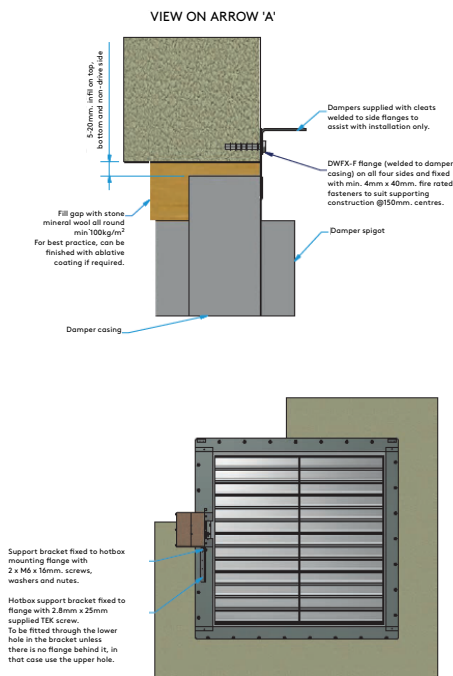 VIEW ON ARROW 'A'
5-20mm. infil on top,
bottom and non-drive side
Dampers supplied with cleats
welded to side flanges to
assist with installation only.
DWFX-F flange (welded to damper
casing) on all four sides and fixed
with min. 4mm x 40mm. fire rated
fasteners to suit supporting
construction @150mm. centres.
Fill gap with stone
mineral wool all round
min 100kg/m²
For best practice, can be
finished with ablative
coating if required.
Damper spigot
Damper casing
Support bracket fixed to hotbox
mounting flange with
2 x M6 x 16mm. screws,
washers and nutes.
Hotbox support bracket fixed to
flange with 2.8mm x 25mm
supplied TEK screw.
To be fitted through the lower
hole in the bracket unless
there is no flange behind it, in
that case use the upper hole.